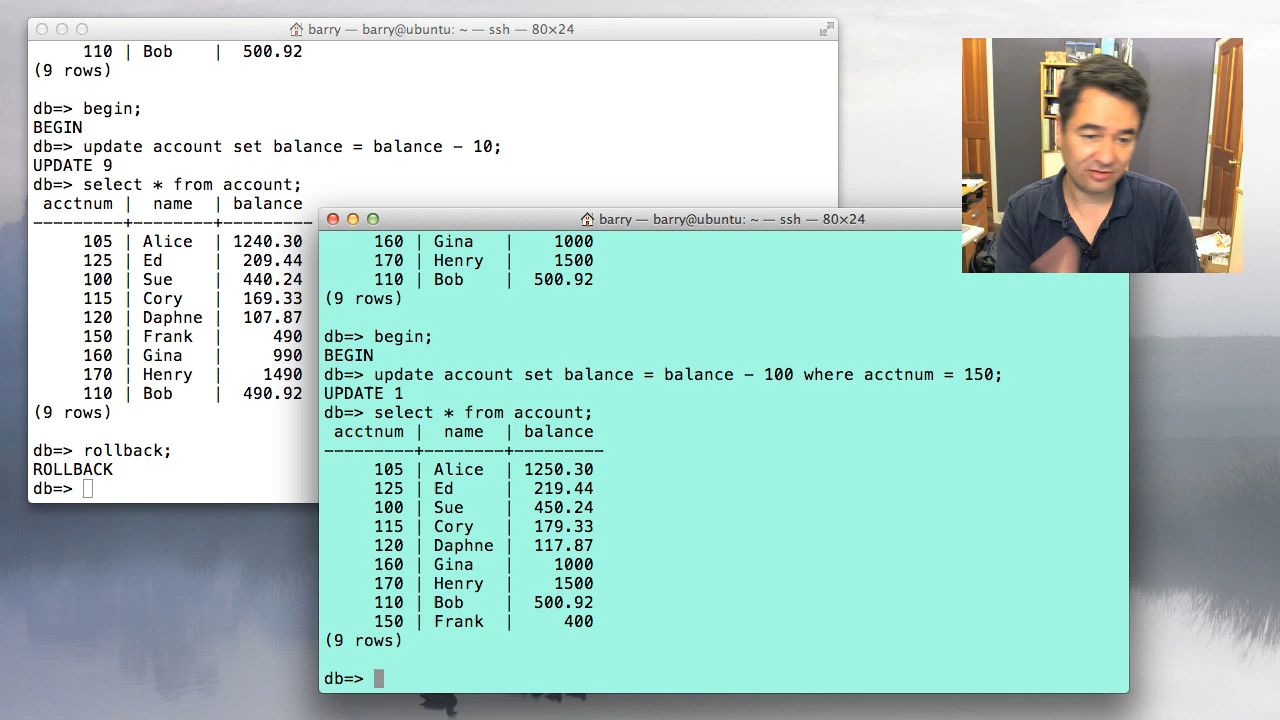 barry — barry@ubuntu: ~ — ssh — 80×24
110 | Bob | 500.92
(9 rows)
db=> begin;
BEGIN
db=> update account set balance = balance - 10;
UPDATE 9
db=> select * from account;
acctnum | name | balance
---------+--------+---------
105 | Alice | 1240.30
125 | Ed | 209.44
100 | Sue | 440.24
115 | Cory | 169.33
120 | Daphne | 107.87
150 | Frank | 490
160 | Gina | 990
170 | Henry | 1490
110 | Bob | 490.92
(9 rows)
db=> rollback;
ROLLBACK
db=>
barry — barry@ubuntu: ~ — ssh — 80×24
160 | Gina | 1000
170 | Henry | 1500
110 | Bob | 500.92
(9 rows)
db=> begin;
BEGIN
db=> update account set balance = balance - 100 where acctnum = 150;
UPDATE 1
db=> select * from account;
acctnum | name | balance
---------+--------+---------
105 | Alice | 1250.30
125 | Ed | 219.44
100 | Sue | 450.24
115 | Cory | 179.33
120 | Daphne | 117.87
160 | Gina | 1000
170 | Henry | 1500
110 | Bob | 500.92
150 | Frank | 400
(9 rows)
db=>